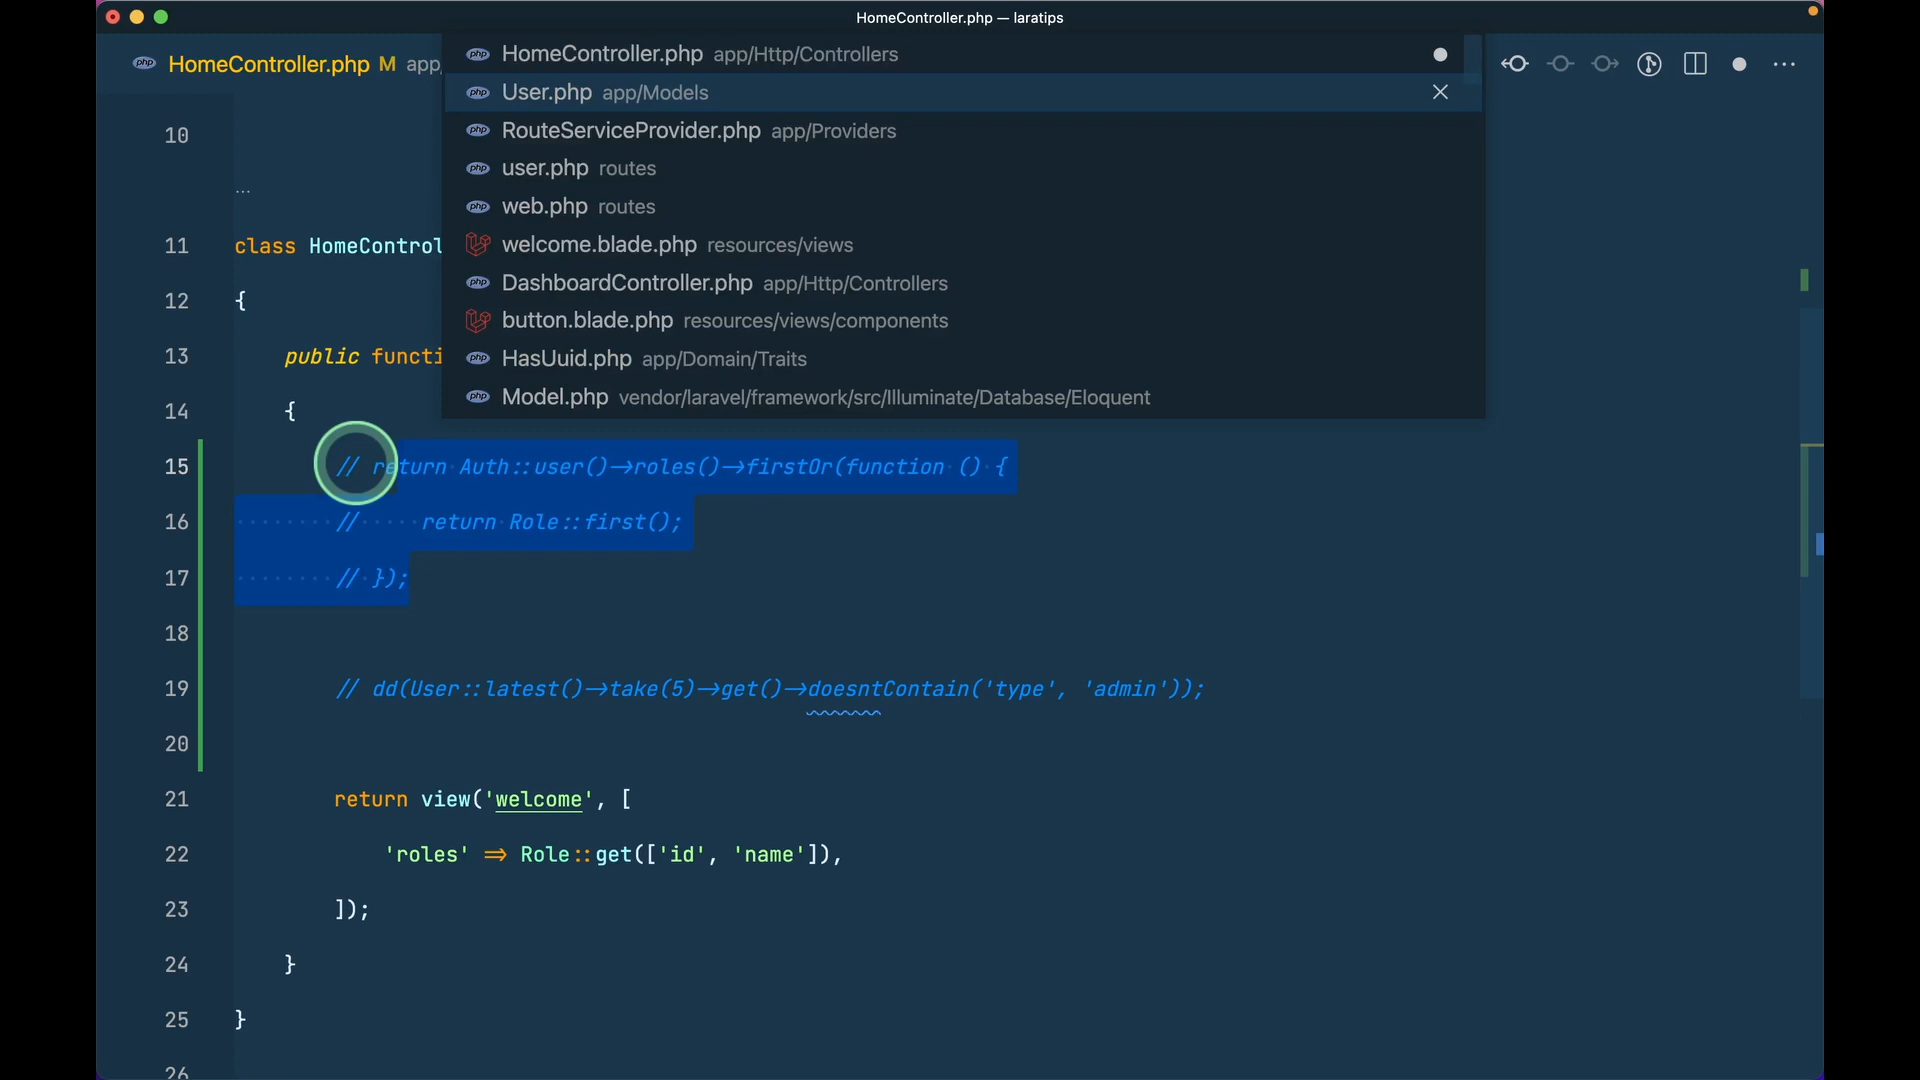 HomeController.php — laratips
HomeController.php M app/
HomeController.php app/Http/Controllers
User.php app/Models
RouteServiceProvider.php app/Providers
user.php routes
web.php routes
welcome.blade.php resources/views
DashboardController.php app/Http/Controllers
button.blade.php resources/views/components
HasUuid.php app/Domain/Traits
Model.php vendor/laravel/framework/src/Illuminate/Database/Eloquent
10
...
11 class HomeControl
12 {
13 public functi
14 {
15 // return Auth::user()->roles()->firstOr(function () {
16 // return Role::first();
17 // });
18
19 // dd(User::latest()->take(5)->get()->doesntContain('type', 'admin'));
20
21 return view('welcome', [
22 'roles' => Role::get(['id', 'name']),
23 ]);
24 }
25 }
26